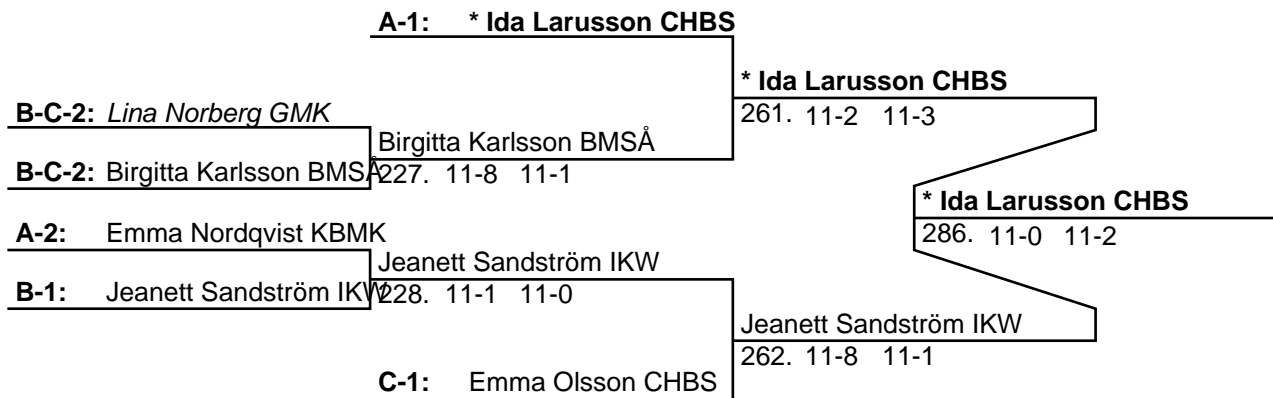 A-1: * Ida Larusson CHBS
* Ida Larusson CHBS
B-C-2: Lina Norberg GMK
261. 11-2 11-3
Birgitta Karlsson BMSÅ
B-C-2: Birgitta Karlsson BMSÅ
227. 11-8 11-1
* Ida Larusson CHBS
A-2: Emma Nordqvist KBMK
286. 11-0 11-2
Jeanett Sandström IKW
B-1: Jeanett Sandström IKW
228. 11-1 11-0
Jeanett Sandström IKW
262. 11-8 11-1
C-1: Emma Olsson CHBS